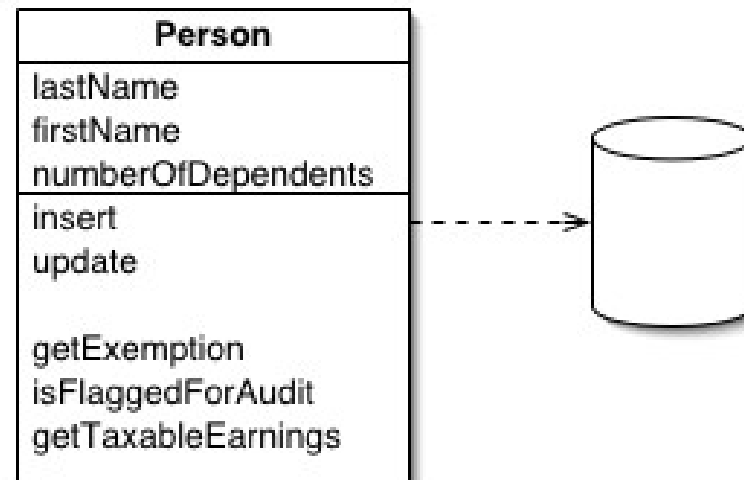 Person
lastName
firstName
numberOfDependents
insert
update
getExemption
isFlaggedForAudit
getTaxableEarnings